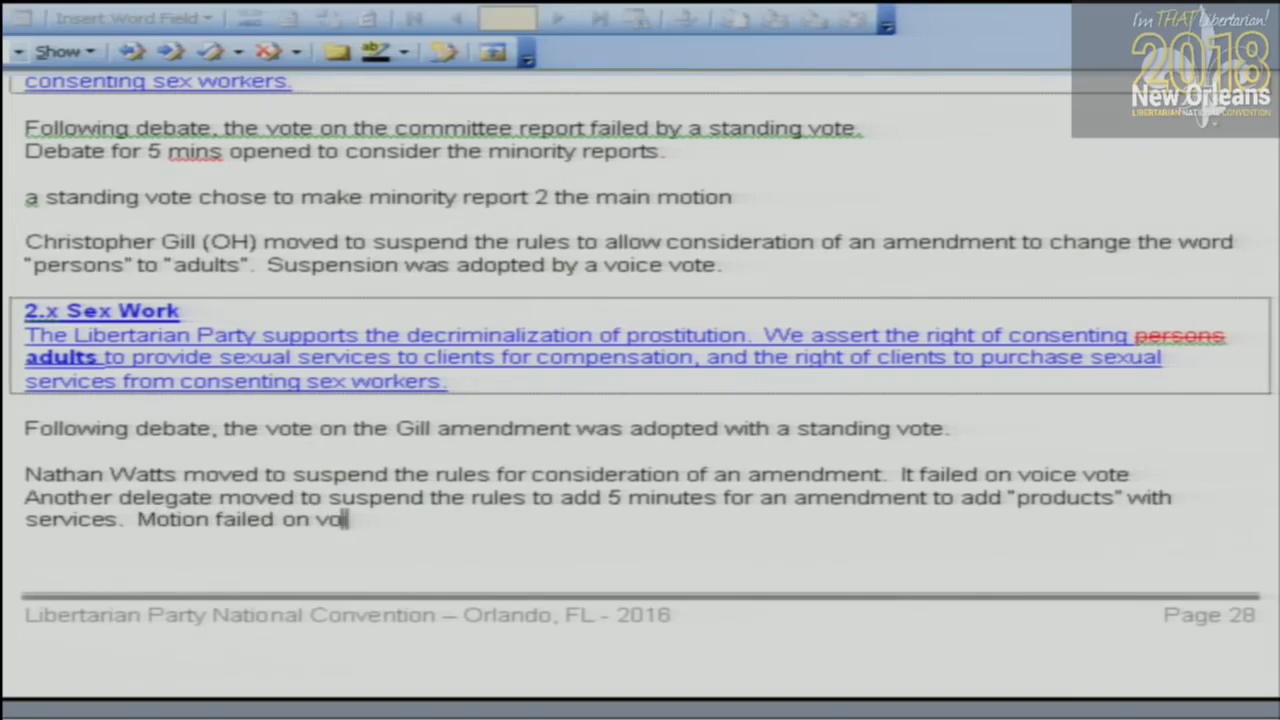 Insert Word Field
I'm THAT Libertarian!
2018
New Orleans
LIBERTARIAN NATIONAL CONVENTION
Show
consenting sex workers.
Following debate, the vote on the committee report failed by a standing vote.
Debate for 5 mins opened to consider the minority reports.
a standing vote chose to make minority report 2 the main motion
Christopher Gill (OH) moved to suspend the rules to allow consideration of an amendment to change the word
"persons" to "adults". Suspension was adopted by a voice vote.
2.x Sex Work
The Libertarian Party supports the decriminalization of prostitution. We assert the right of consenting persons
adults to provide sexual services to clients for compensation, and the right of clients to purchase sexual
services from consenting sex workers.
Following debate, the vote on the Gill amendment was adopted with a standing vote.
Nathan Watts moved to suspend the rules for consideration of an amendment. It failed on voice vote
Another delegate moved to suspend the rules to add 5 minutes for an amendment to add "products" with
services. Motion failed on voi
Libertarian Party National Convention – Orlando, FL - 2016
Page 28